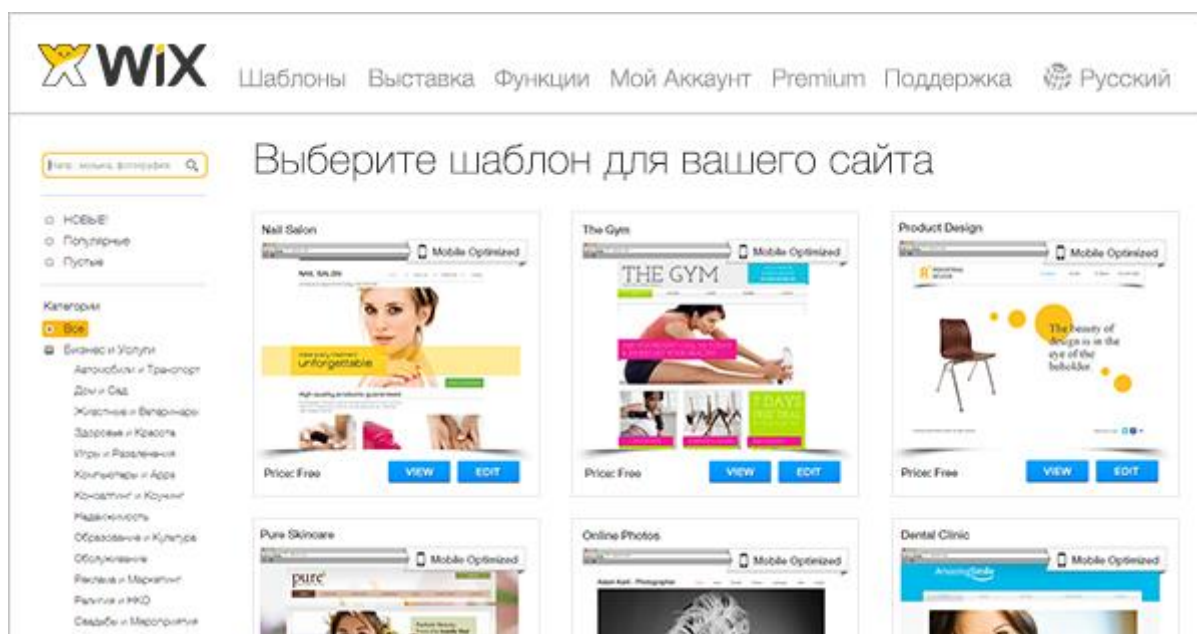 WiX
Шаблоны Выставка Функции Мой Аккаунт Premium Поддержка Русский
Выберите шаблон для вашего сайта
НОВЫЕ!
Популярные
Пустые
Категории
Все
Бизнес и Услуги
Автомобили и Транспорт
Дом и Сад
Животные и Ветеринары
Здоровье и Красота
Игры и Развлечения
Компьютеры и Apps
Консалтинг и Коучинг
Недвижимость
Образование и Культура
Обслуживание
Реклама и Маркетинг
Религия и НКО
Свадьбы и Мероприятия
Nail Salon
Mobile Optimized
NAIL SALON
unforgettable
High quality products guaranteed
Price: Free VIEW EDIT
The Gym
Mobile Optimized
THE GYM
7 DAYS
Price: Free VIEW EDIT
Product Design
Mobile Optimized
The beauty of
design is in the
eye of the
beholder.
Price: Free VIEW EDIT
Pure Skincare
Mobile Optimized
pure
Online Photos
Mobile Optimized
Dental Clinic
Mobile Optimized
AmazingSmile